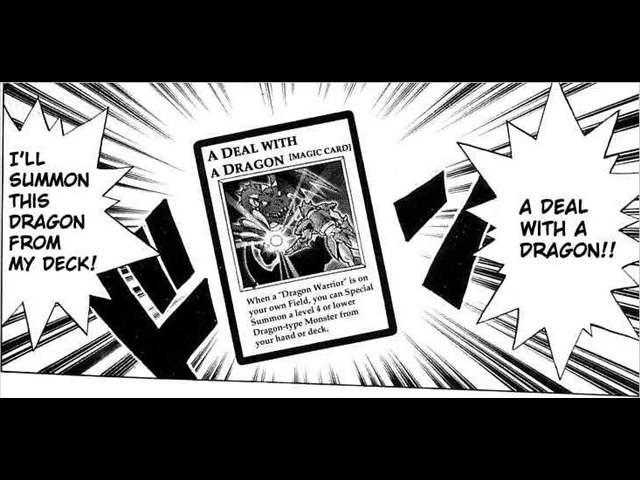 A DEAL
WITH A
DRAGON!!
A DEAL WITH
A DRAGON [MAGIC CARD]
When a "Dragon Warrior" is on
your own Field, you can Special
Summon a level 4 or lower
Dragon-type Monster from
your hand or deck.
I'LL
SUMMON
THIS
DRAGON
FROM
MY DECK!